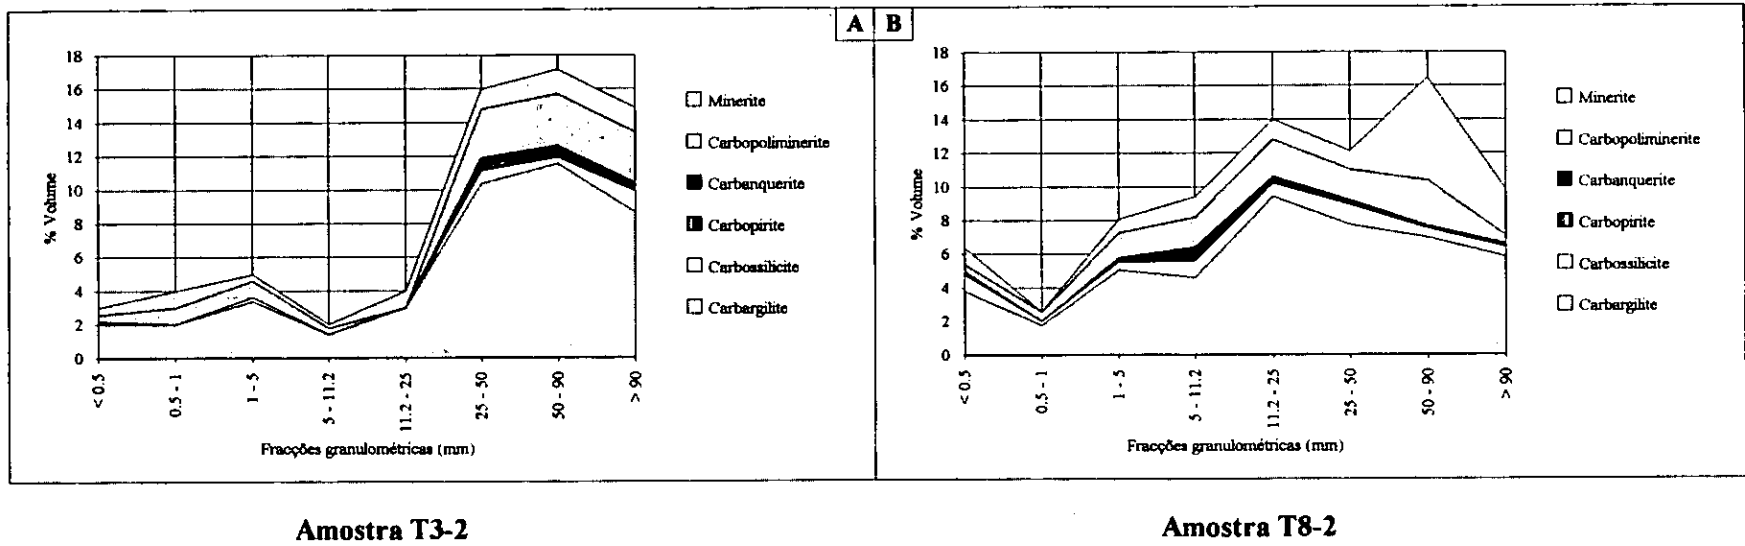 A B
18
16
14
12
10
8
6
4
2
0
% Volume
< 0.5
0.5 - 1
1 - 5
5 - 11.2
11.2 - 25
25 - 50
50 - 90
> 90
Fracções granulométricas (mm)
Minerite
Carbopoliminerite
Carbanquerite
Carbopirite
Carbossilicite
Carbargilite
Amostra T3-2
18
16
14
12
10
8
6
4
2
0
% Volume
< 0.5
0.5 - 1
1 - 5
5 - 11.2
11.2 - 25
25 - 50
50 - 90
> 90
Fracções granulométricas (mm)
Minerite
Carbopoliminerite
Carbanquerite
Carbopirite
Carbossilicite
Carbargilite
Amostra T8-2